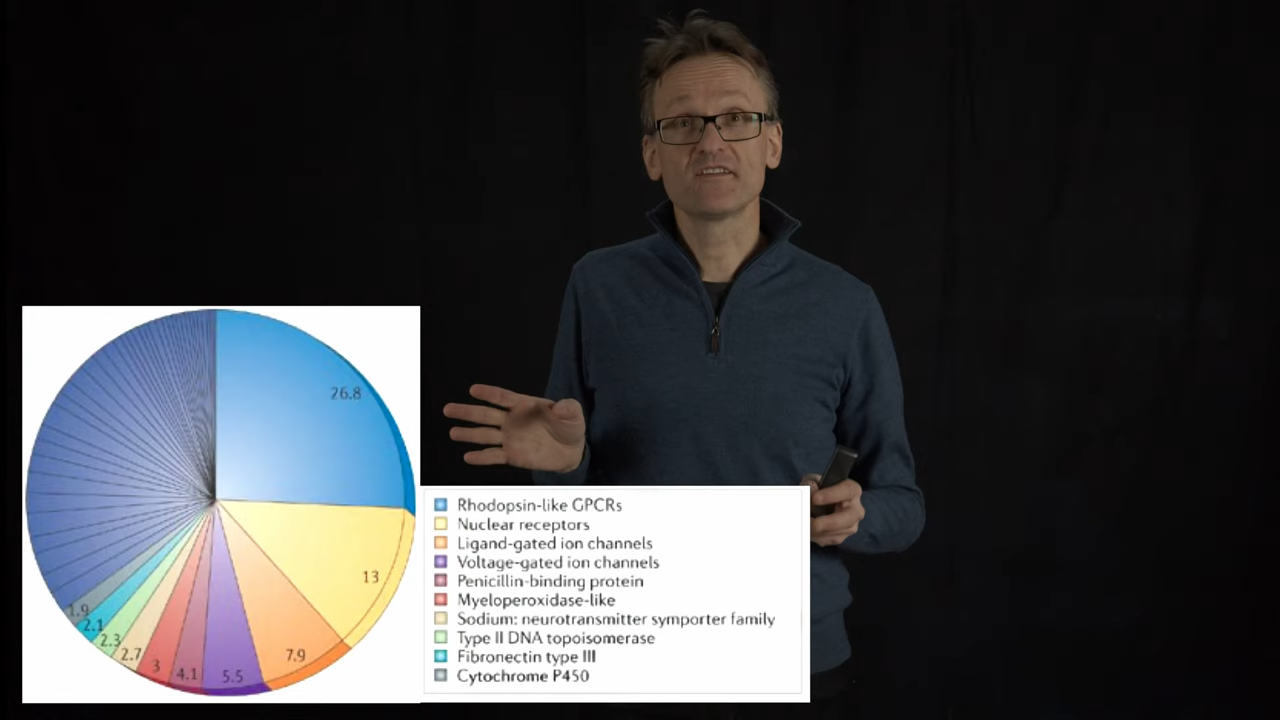 26.8
13
7.9
5.5
4.1
3
2.7
2.3
2.1
1.9
Rhodopsin-like GPCRs
Nuclear receptors
Ligand-gated ion channels
Voltage-gated ion channels
Penicillin-binding protein
Myeloperoxidase-like
Sodium: neurotransmitter symporter family
Type II DNA topoisomerase
Fibronectin type III
Cytochrome P450